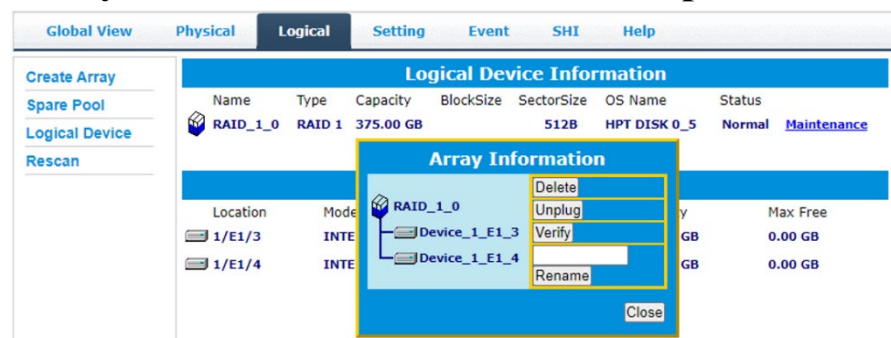 Global View Physical Logical Setting Event SHI Help
Create Array
Spare Pool
Logical Device
Rescan
Logical Device Information
Name Type Capacity BlockSize SectorSize OS Name Status
RAID_1_0 RAID 1 375.00 GB 512B HPT DISK 0_5 Normal Maintenance
Array Information
RAID_1_0
Device_1_E1_3
Device_1_E1_4
Delete
Unplug
Verify
Rename
Close
Location Mode y Max Free
1/E1/3 INTE GB 0.00 GB
1/E1/4 INTE GB 0.00 GB